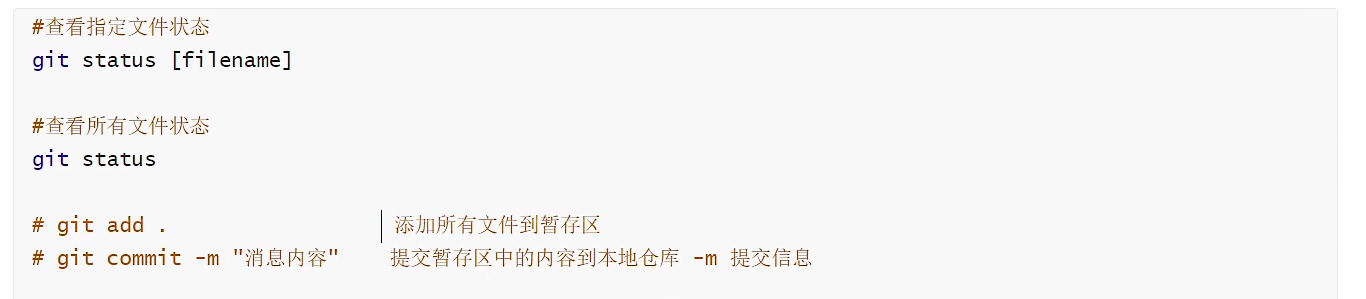 #查看指定文件状态
git status [filename]
#查看所有文件状态
git status
# git add . 添加所有文件到暂存区
# git commit -m "消息内容" 提交暂存区中的内容到本地仓库 -m 提交信息